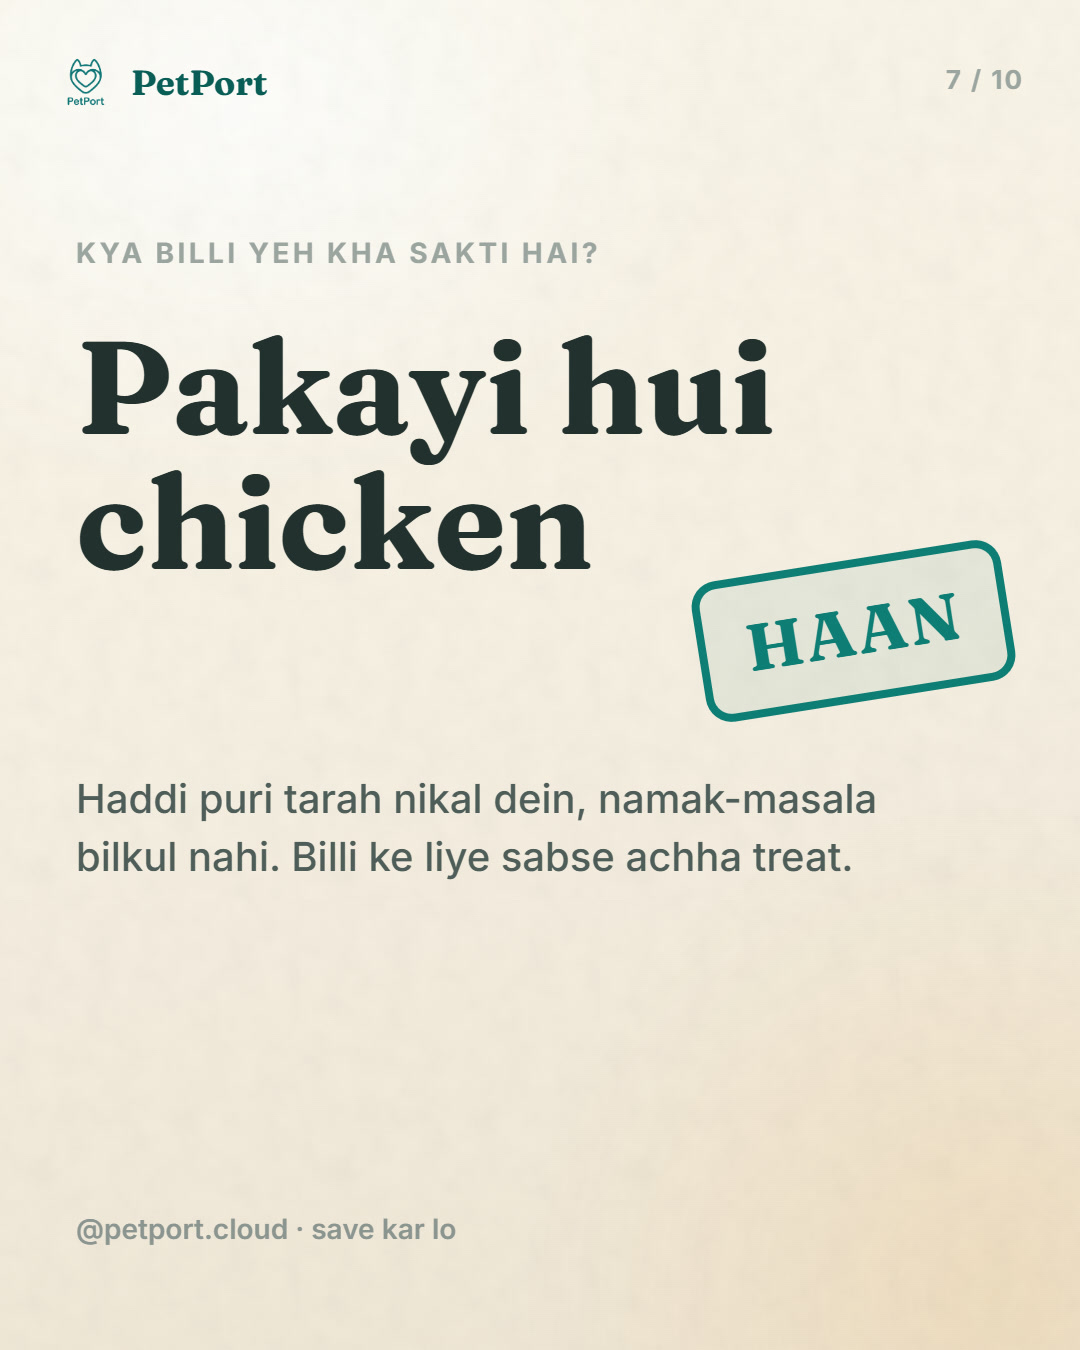 PetPort
PetPort
7 / 10
KYA BILLI YEH KHA SAKTI HAI?
Pakayi hui
chicken
HAAN
Haddi puri tarah nikal dein, namak-masala
bilkul nahi. Billi ke liye sabse achha treat.
@petport.cloud · save kar lo